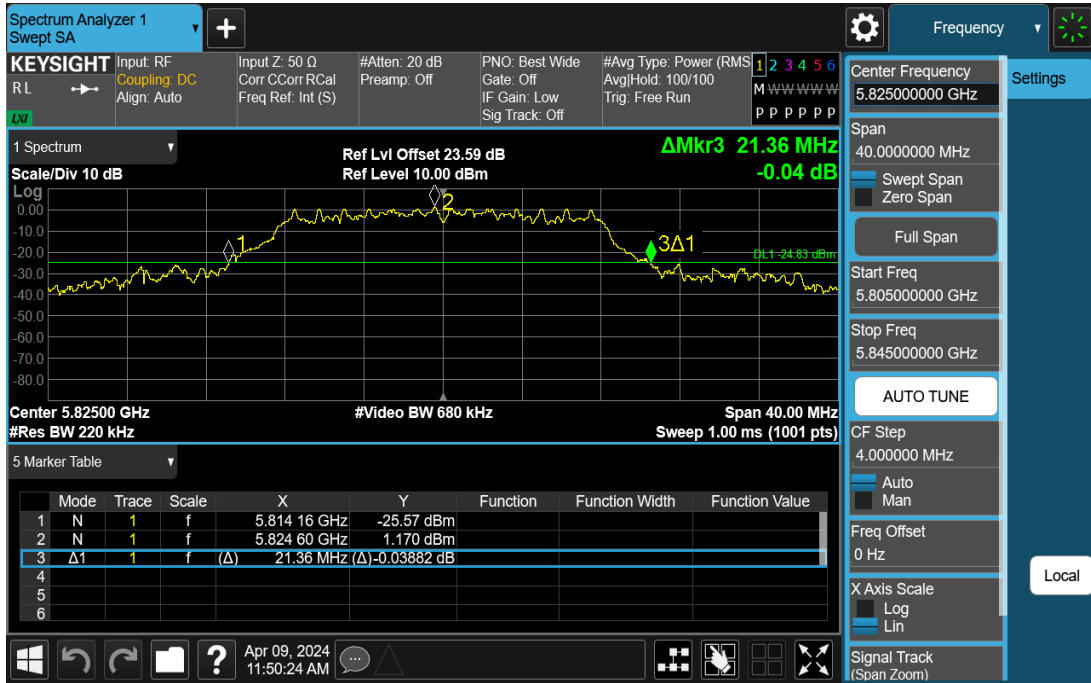 Spectrum Analyzer 1
Swept SA
Frequency
KEYSIGHT
RL
LXI
Input: RF
Coupling: DC
Align: Auto
Input Z: 50 Ω
Corr CCorr RCal
Freq Ref: Int (S)
#Atten: 20 dB
Preamp: Off
PNO: Best Wide
Gate: Off
IF Gain: Low
Sig Track: Off
#Avg Type: Power (RMS
Avg|Hold: 100/100
Trig: Free Run
1 2 3 4 5 6
M W W W W W
P P P P P P
1 Spectrum
Scale/Div 10 dB
Ref Lvl Offset 23.59 dB
Ref Level 10.00 dBm
ΔMkr3 21.36 MHz
-0.04 dB
Log
0.00
-10.0
-20.0
-30.0
-40.0
-50.0
-60.0
-70.0
-80.0
1
2
3Δ1
DL1 -24.83 dBm
Center 5.82500 GHz
#Video BW 680 kHz
Span 40.00 MHz
#Res BW 220 kHz
Sweep 1.00 ms (1001 pts)
5 Marker Table
Mode Trace Scale X Y Function Function Width Function Value
1 N 1 f 5.814 16 GHz -25.57 dBm
2 N 1 f 5.824 60 GHz 1.170 dBm
3 Δ1 1 f (Δ) 21.36 MHz (Δ) -0.03882 dB
4
5
6
?
Apr 09, 2024
11:50:24 AM
Center Frequency
5.825000000 GHz
Settings
Span
40.0000000 MHz
Swept Span
Zero Span
Full Span
Start Freq
5.805000000 GHz
Stop Freq
5.845000000 GHz
AUTO TUNE
CF Step
4.000000 MHz
Auto
Man
Freq Offset
0 Hz
Local
X Axis Scale
Log
Lin
Signal Track
(Span Zoom)